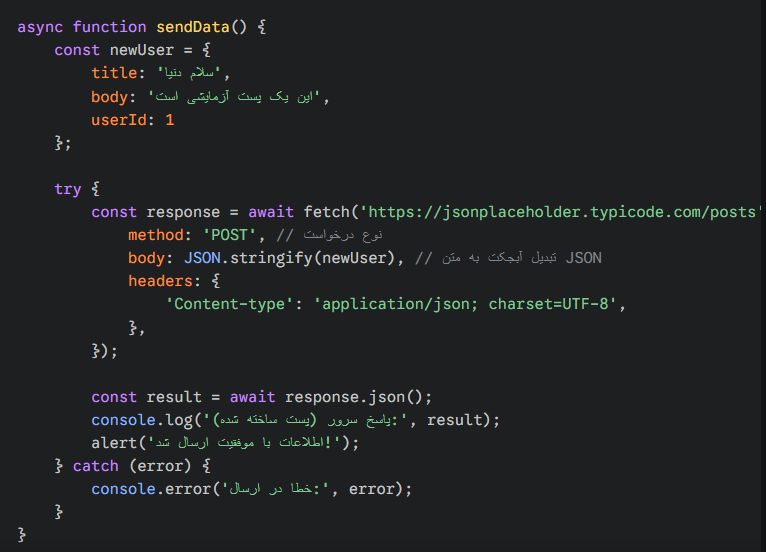 async function sendData() {
const newUser = {
title: 'سلام دنیا',
body: 'این یک پست آزمایشی است',
userId: 1
};
try {
const response = await fetch('https://jsonplaceholder.typicode.com/posts'
method: 'POST', // نوع درخواست
body: JSON.stringify(newUser), // تبدیل آبجکت به متن JSON
headers: {
'Content-type': 'application/json; charset=UTF-8',
},
});
const result = await response.json();
console.log('پاسخ سرور (پست ساخته شده):', result);
alert('اطلاعات با موفقیت ارسال شد!');
} catch (error) {
console.error('خطا در ارسال:', error);
}
}